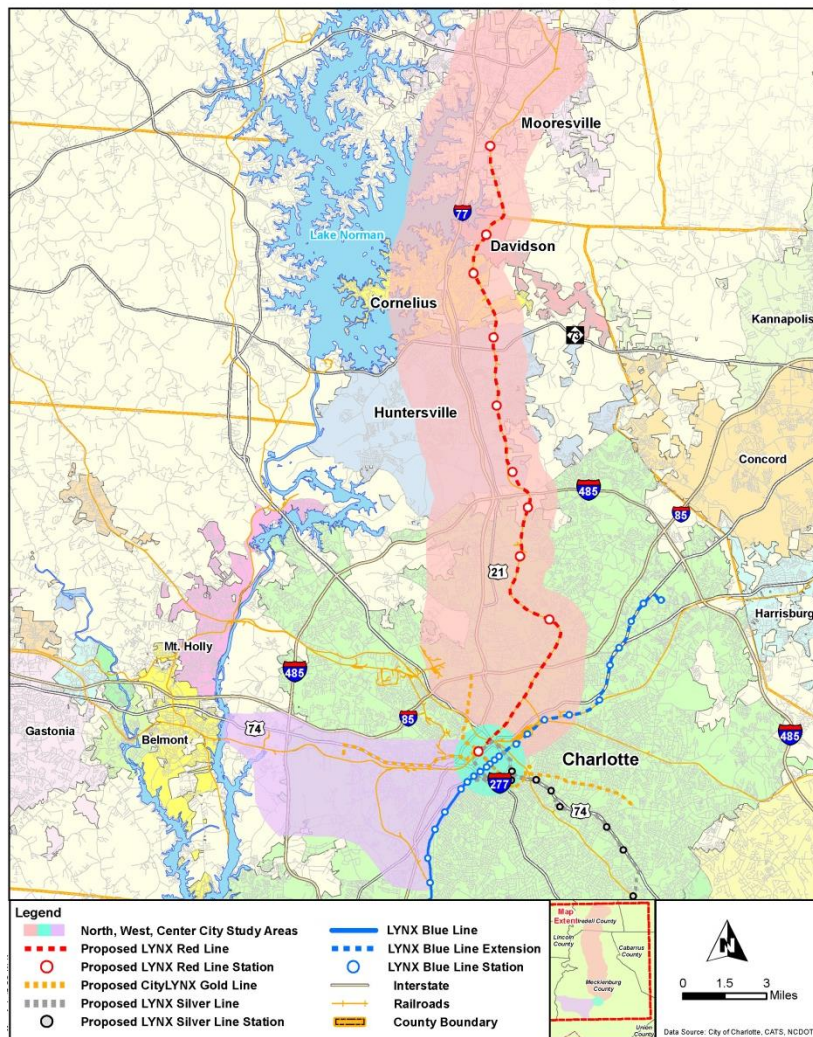 Mooresville
77
Lake Norman
Davidson
Cornelius
Kannapolis
73
Huntersville
Concord
485
85
21
Harrisburg
Mt. Holly
485
Gastonia
74
85
Belmont
485
Charlotte
277
74
Legend
North, West, Center City Study Areas
Proposed LYNX Red Line
Proposed LYNX Red Line Station
Proposed CityLYNX Gold Line
Proposed LYNX Silver Line
Proposed LYNX Silver Line Station
LYNX Blue Line
LYNX Blue Line Extension
LYNX Blue Line Station
Interstate
Railroads
County Boundary
Map
Extent
Iredell County
Lincoln
County
Cabarrus
County
Mecklenburg
County
Union
County
N
0 1.5 3
Miles
Data Source: City of Charlotte, CATS, NCDOT